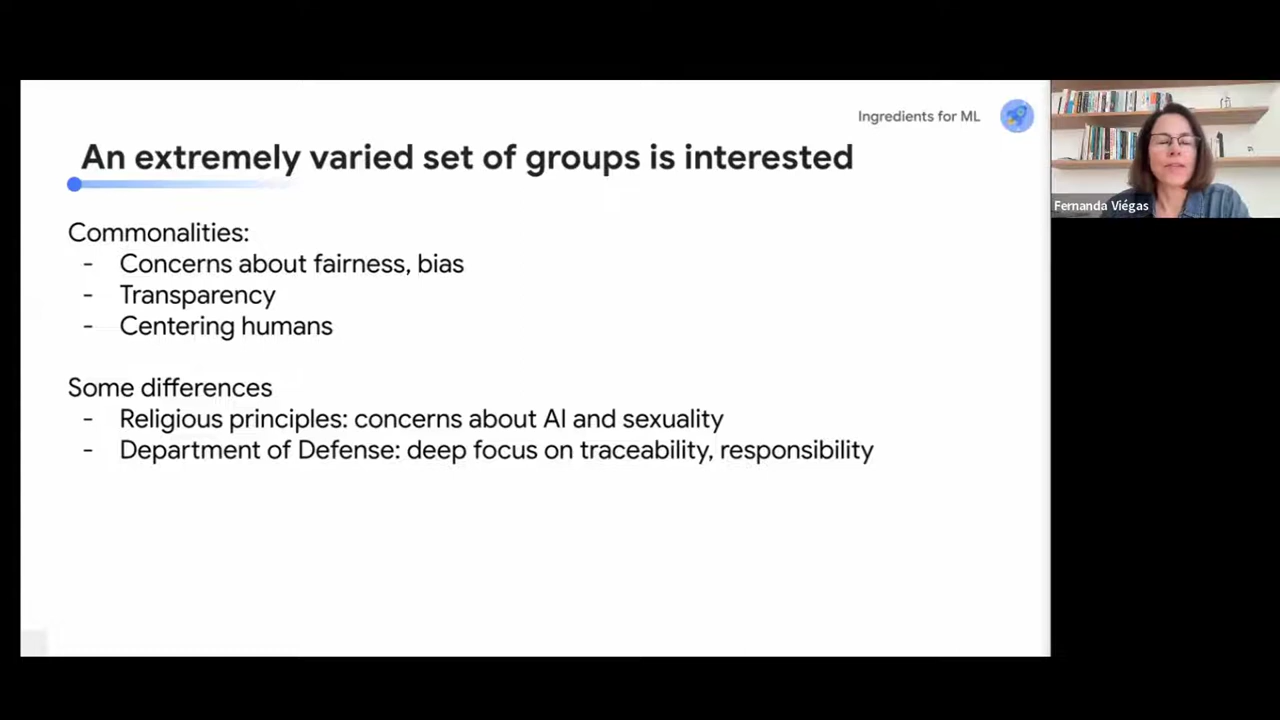 Ingredients for ML
An extremely varied set of groups is interested
Commonalities:
- Concerns about fairness, bias
- Transparency
- Centering humans
Some differences
- Religious principles: concerns about AI and sexuality
- Department of Defense: deep focus on traceability, responsibility
Fernanda Viégas